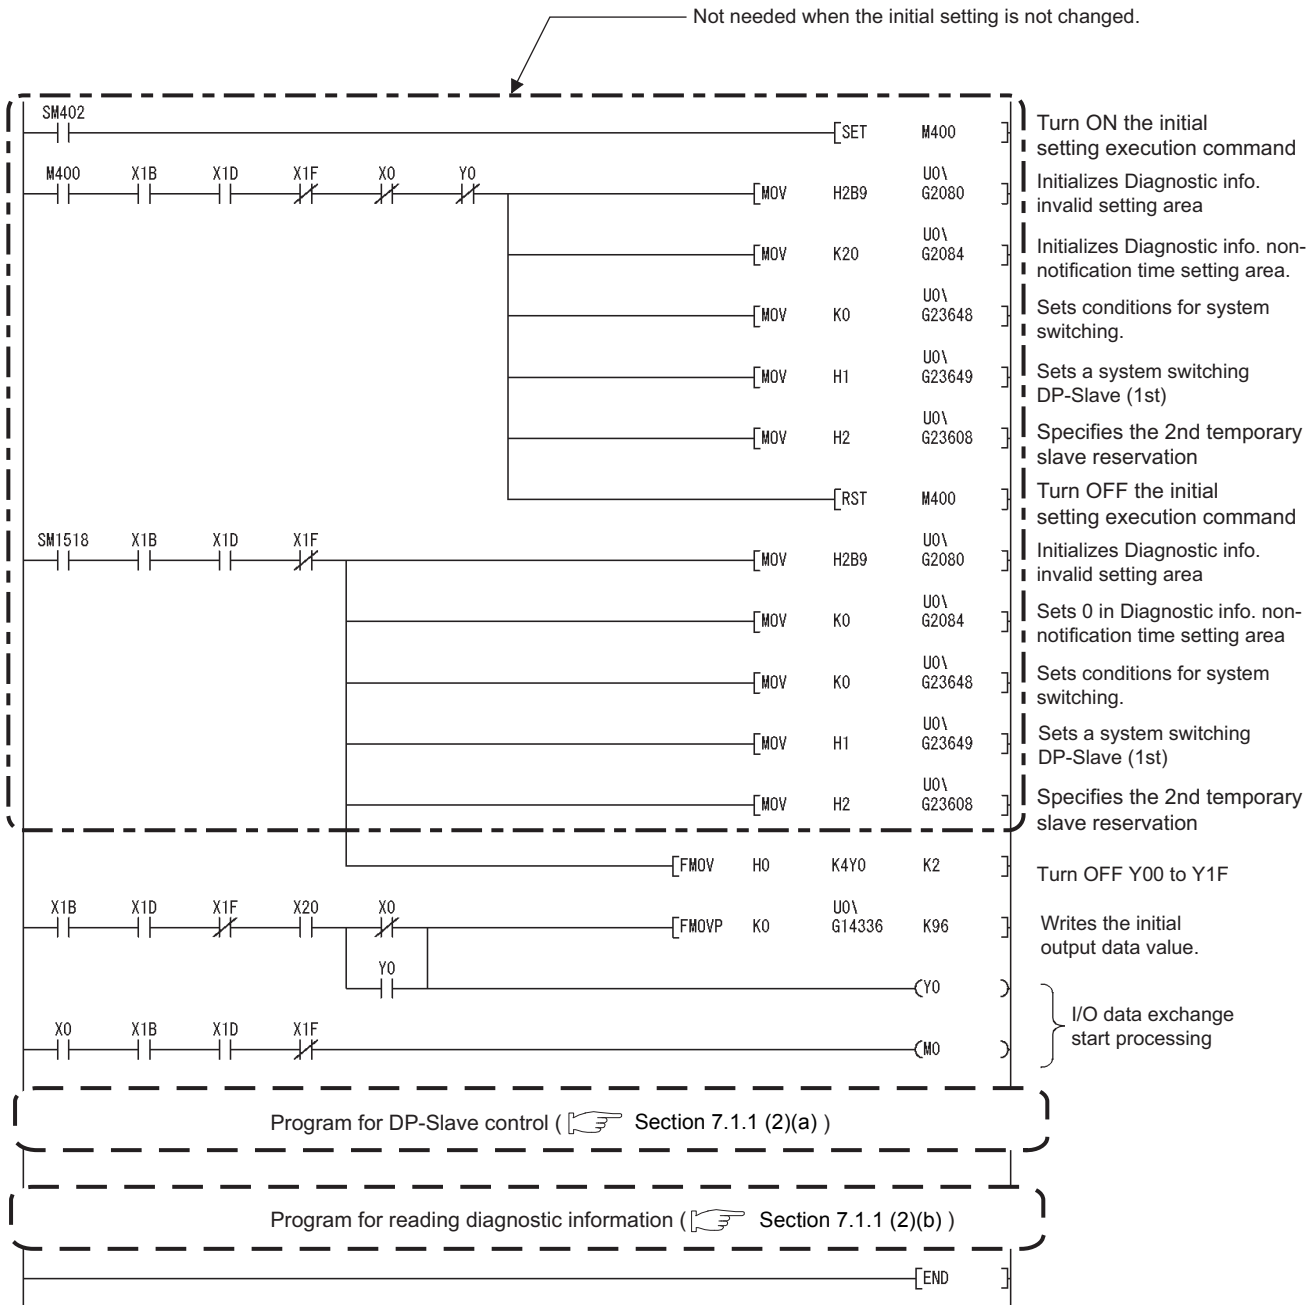 Not needed when the initial setting is not changed.
SM402
SET M400
Turn ON the initial
setting execution command
M400 X1B X1D X1F X0 Y0
MOV H2B9 U0\
G2080
Initializes Diagnostic info.
invalid setting area
MOV K20 U0\
G2084
Initializes Diagnostic info. non-
notification time setting area.
MOV K0 U0\
G23648
Sets conditions for system
switching.
MOV H1 U0\
G23649
Sets a system switching
DP-Slave (1st)
MOV H2 U0\
G23608
Specifies the 2nd temporary
slave reservation
RST M400
Turn OFF the initial
setting execution command
SM1518 X1B X1D X1F
MOV H2B9 U0\
G2080
Initializes Diagnostic info.
invalid setting area
MOV K0 U0\
G2084
Sets 0 in Diagnostic info. non-
notification time setting area
MOV K0 U0\
G23648
Sets conditions for system
switching.
MOV H1 U0\
G23649
Sets a system switching
DP-Slave (1st)
MOV H2 U0\
G23608
Specifies the 2nd temporary
slave reservation
FMOV H0 K4Y0 K2
Turn OFF Y00 to Y1F
X1B X1D X1F X20 X0
FMOVP K0 U0\
G14336 K96
Writes the initial
output data value.
Y0
Y0
I/O data exchange
start processing
X0 X1B X1D X1F
M0
Program for DP-Slave control ( Section 7.1.1 (2)(a) )
Program for reading diagnostic information ( Section 7.1.1 (2)(b) )
END